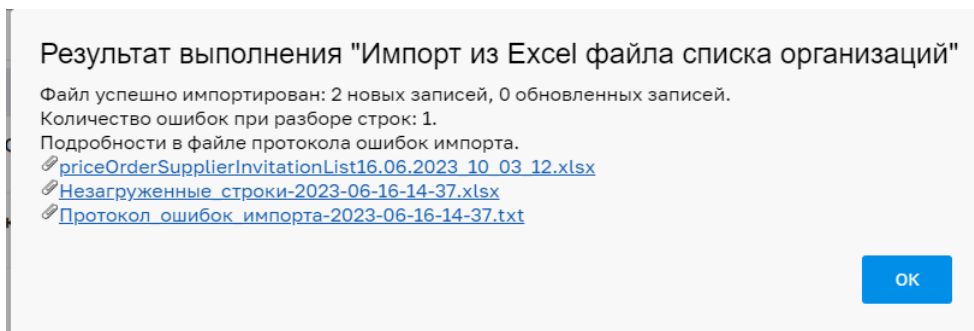 Результат выполнения "Импорт из Excel файла списка организаций"
Файл успешно импортирован: 2 новых записей, 0 обновленных записей.
Количество ошибок при разборе строк: 1.
Подробности в файле протокола ошибок импорта.
priceOrderSupplierInvitationList16.06.2023_10_03_12.xlsx
Незагруженные_строки-2023-06-16-14-37.xlsx
Протокол_ошибок_импорта-2023-06-16-14-37.txt
ОК